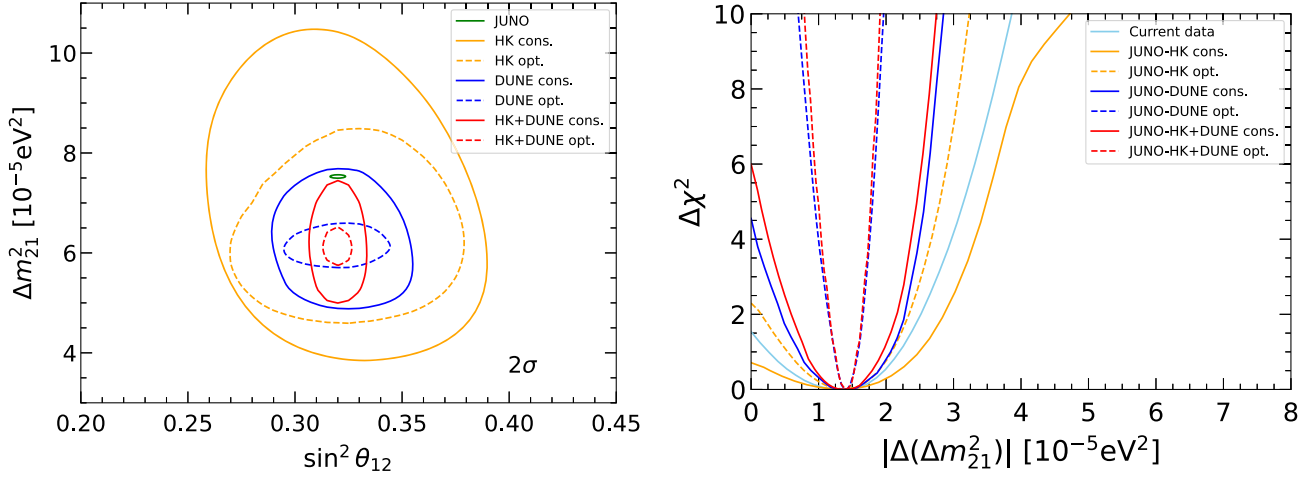 10
8
6
4
Δm²₂₁ [10⁻⁵eV²]
JUNO
HK cons.
HK opt.
DUNE cons.
DUNE opt.
HK+DUNE cons.
HK+DUNE opt.
2σ
0.20 0.25 0.30 0.35 0.40 0.45
sin² θ₁₂
10
8
6
4
2
0
Δχ²
Current data
JUNO-HK cons.
JUNO-HK opt.
JUNO-DUNE cons.
JUNO-DUNE opt.
JUNO-HK+DUNE cons.
JUNO-HK+DUNE opt.
0 1 2 3 4 5 6 7 8
|Δ(Δm²₂₁)| [10⁻⁵eV²]